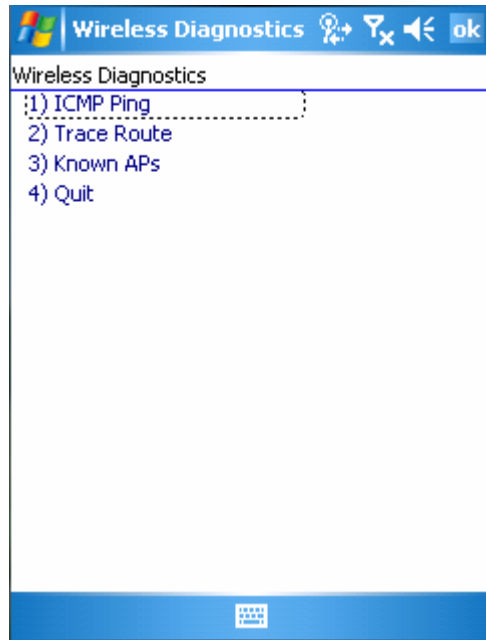 Wireless Diagnostics ok
Wireless Diagnostics
1) ICMP Ping
2) Trace Route
3) Known APs
4) Quit